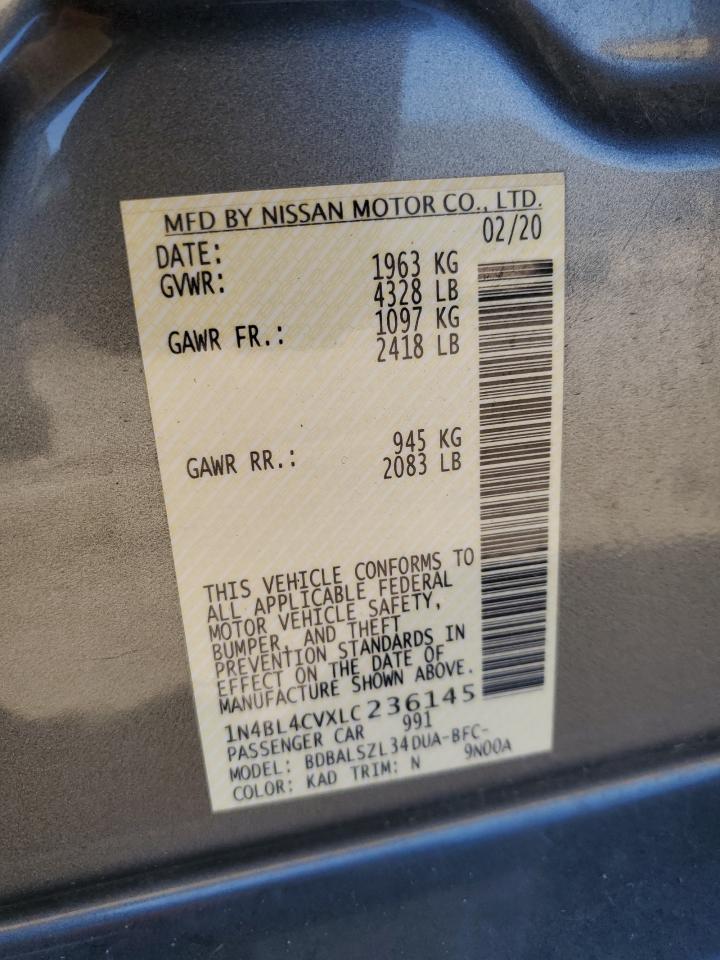 MFD BY NISSAN MOTOR CO., LTD.
DATE: 02/20
GVWR: 1963 KG
4328 LB
GAWR FR.: 1097 KG
2418 LB
GAWR RR.: 945 KG
2083 LB
THIS VEHICLE CONFORMS TO
ALL APPLICABLE FEDERAL
MOTOR VEHICLE SAFETY,
BUMPER, AND THEFT
PREVENTION STANDARDS IN
EFFECT ON THE DATE OF
MANUFACTURE SHOWN ABOVE.
1N4BL4CVXLC236145
PASSENGER CAR 991
MODEL: BDBALSZL34DUA-BFC-
COLOR: KAD TRIM: N 9N00A